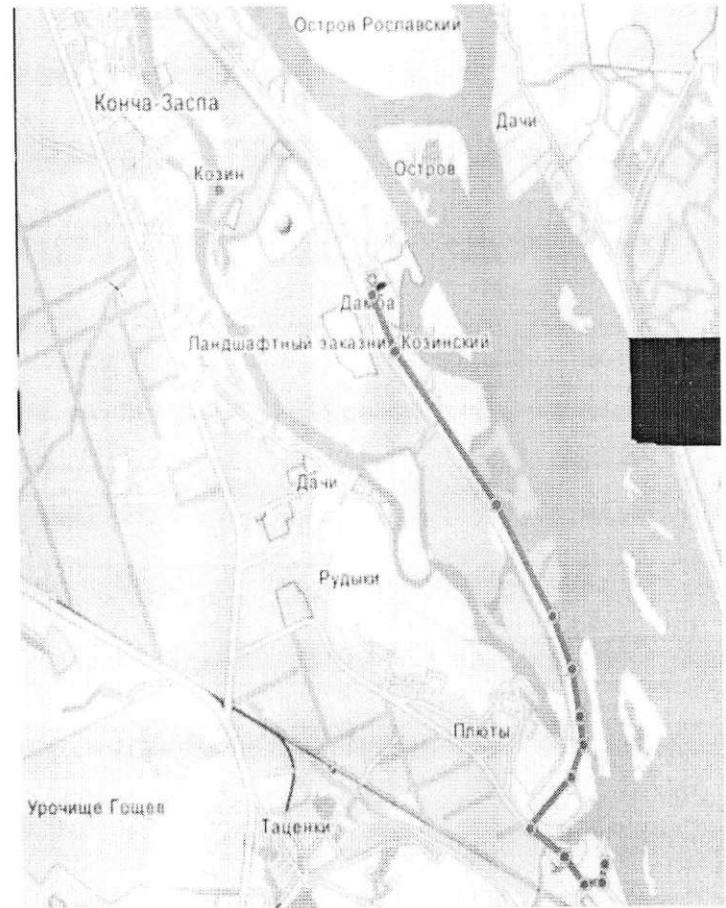 Остров Рославский
Конча-Заспа
Дачи
Остров
Козин
Дамба
Ландшафтный заказник Козинский
Дачи
Рудыки
Плюты
Урочище Гощев
Таценки